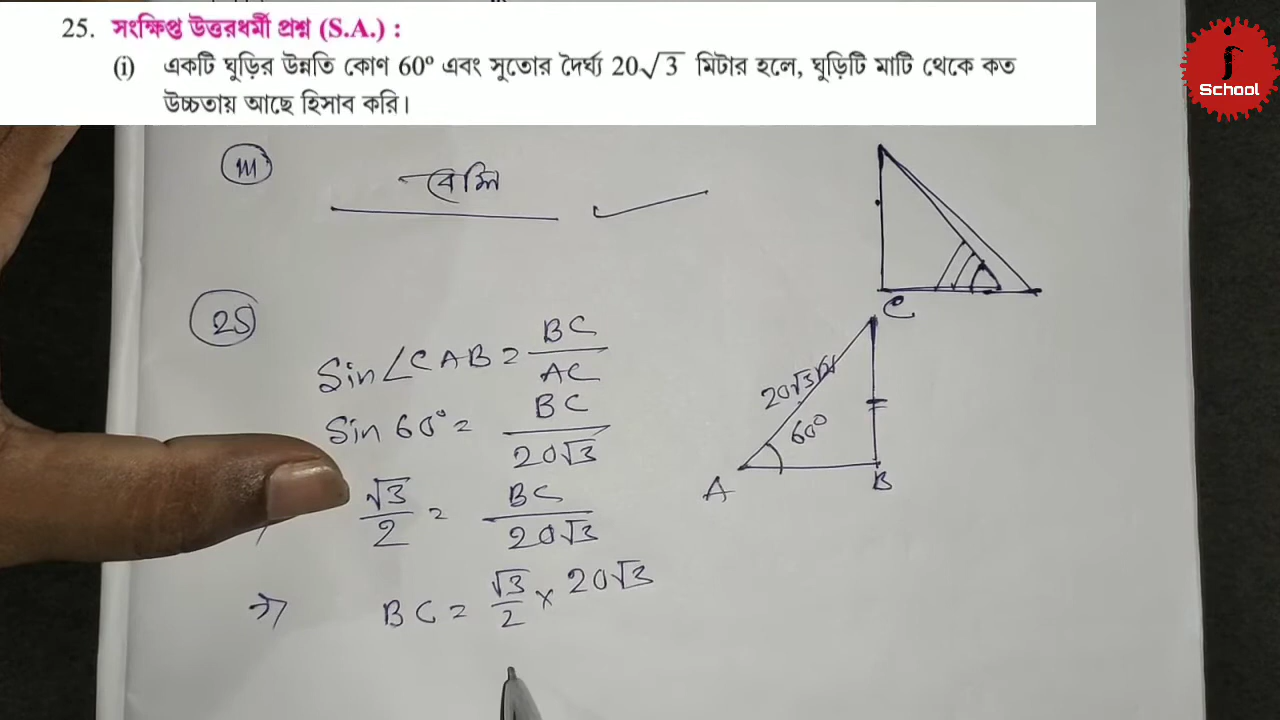 25. সংক্ষিপ্ত উত্তরধর্মী প্রশ্ন (S.A.) :
(i) একটি ঘুড়ির উন্নতি কোণ 60° এবং সুতোর দৈর্ঘ্য 20√3 মিটার হলে, ঘুড়িটি মাটি থেকে কত
উচ্চতায় আছে হিসাব করি।
School
25
Sin∠CAB = BC/AC
Sin 60° = BC/20√3
√3/2 = BC/20√3
⇒ BC = √3/2 × 20√3
C
20√3
60°
A
B